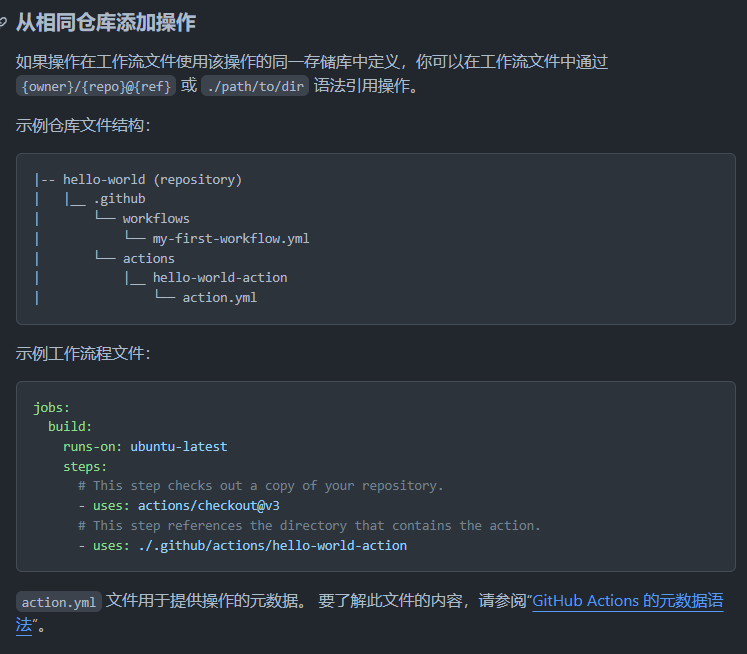 从相同仓库添加操作
如果操作在工作流文件使用该操作的同一存储库中定义，你可以在工作流文件中通过
{owner}/{repo}@{ref} 或 ./path/to/dir 语法引用操作。
示例仓库文件结构：
|-- hello-world (repository)
|   |__ .github
|       └── workflows
|           └── my-first-workflow.yml
|       └── actions
|           |__ hello-world-action
|               └── action.yml
示例工作流程文件：
jobs:
  build:
    runs-on: ubuntu-latest
    steps:
      # This step checks out a copy of your repository.
      - uses: actions/checkout@v3
      # This step references the directory that contains the action.
      - uses: ./.github/actions/hello-world-action
action.yml 文件用于提供操作的元数据。 要了解此文件的内容，请参阅“GitHub Actions 的元数据语
法”。